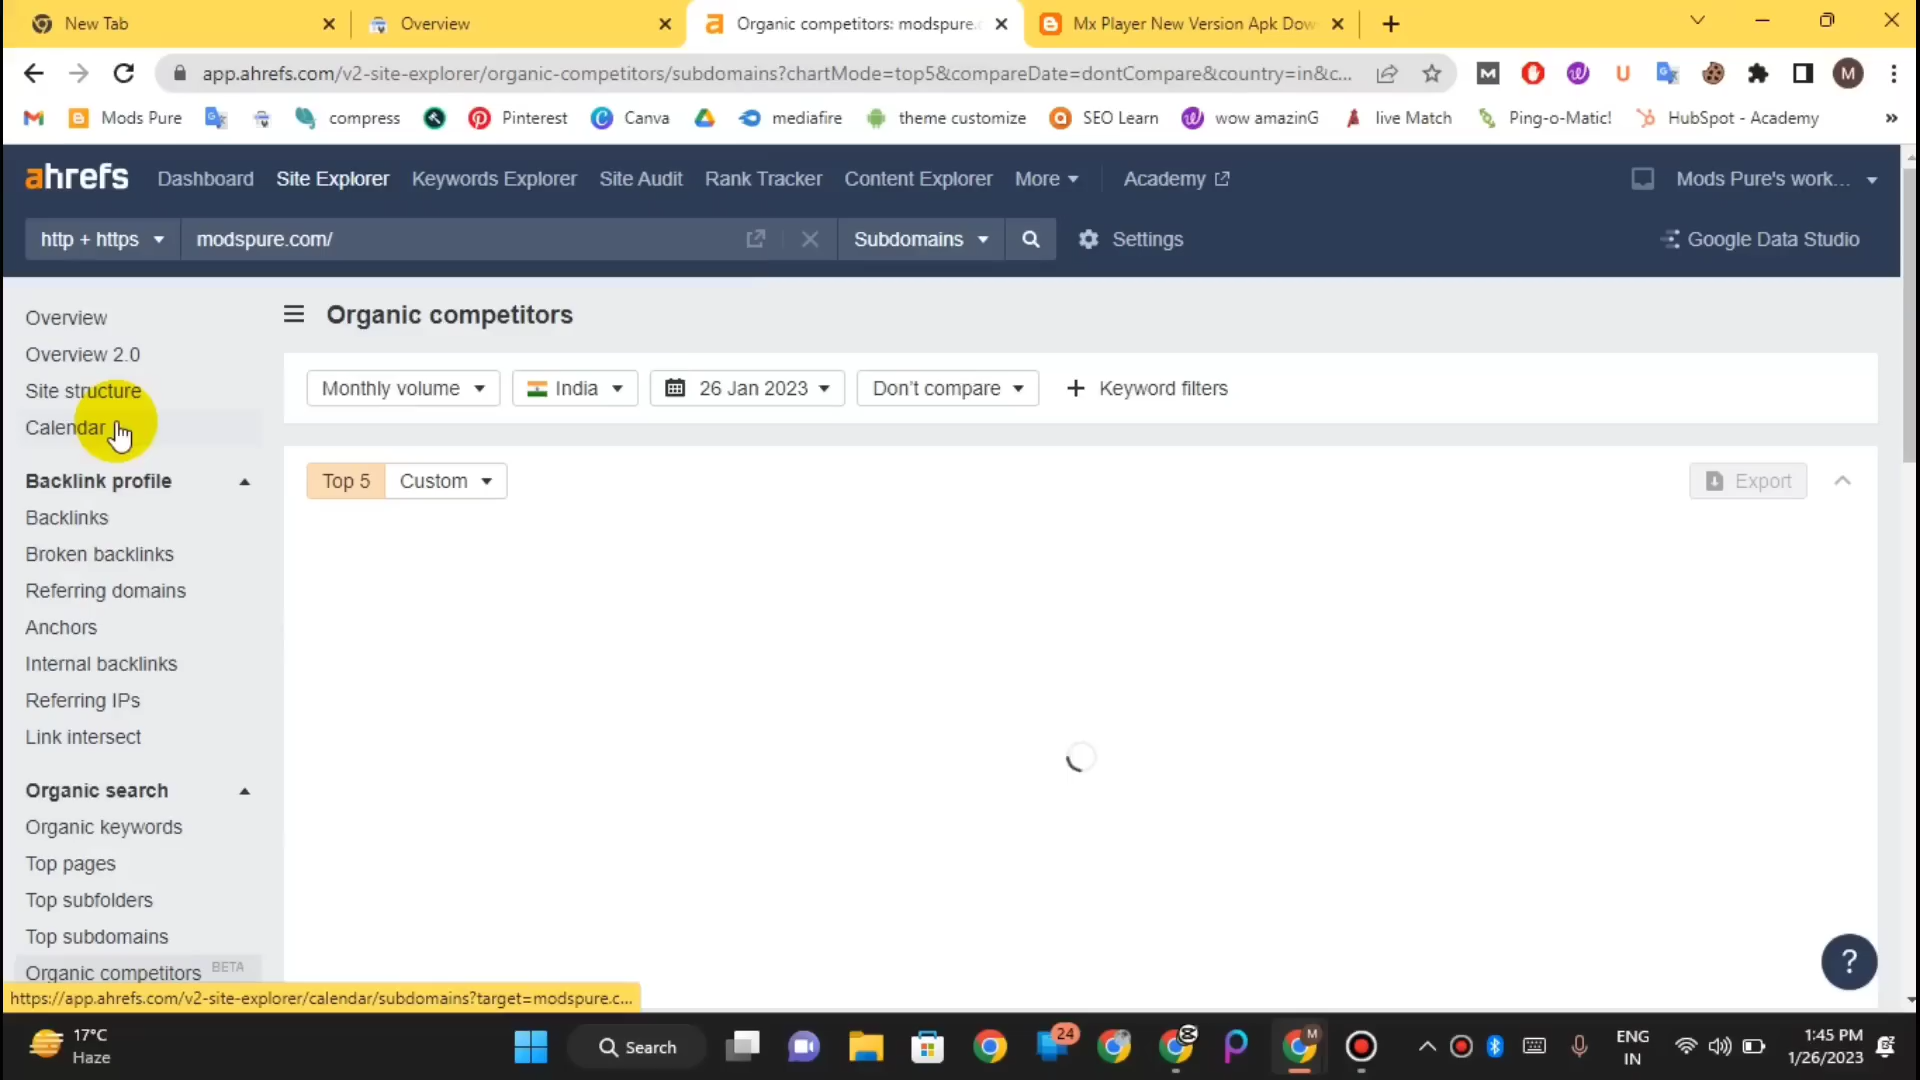 New Tab
Overview
Organic competitors: modspure.
Mx Player New Version Apk Dow
app.ahrefs.com/v2-site-explorer/organic-competitors/subdomains?chartMode=top5&compareDate=dontCompare&country=in&c...
M
M
Mods Pure
compress
Pinterest
Canva
mediafire
theme customize
SEO Learn
wow amazinG
live Match
Ping-o-Matic!
HubSpot - Academy
»
ahrefs
Dashboard
Site Explorer
Keywords Explorer
Site Audit
Rank Tracker
Content Explorer
More
Academy
Mods Pure's work...
http + https
modspure.com/
Subdomains
Settings
Google Data Studio
Overview
Overview 2.0
Site structure
Calendar
Backlink profile
Backlinks
Broken backlinks
Referring domains
Anchors
Internal backlinks
Referring IPs
Link intersect
Organic search
Organic keywords
Top pages
Top subfolders
Top subdomains
Organic competitors BETA
Organic competitors
Monthly volume
India
26 Jan 2023
Don't compare
+ Keyword filters
Top 5
Custom
Export
?
https://app.ahrefs.com/v2-site-explorer/calendar/subdomains?target=modspure.c...
17°C
Haze
Search
24
M
ENG
IN
1:45 PM
1/26/2023